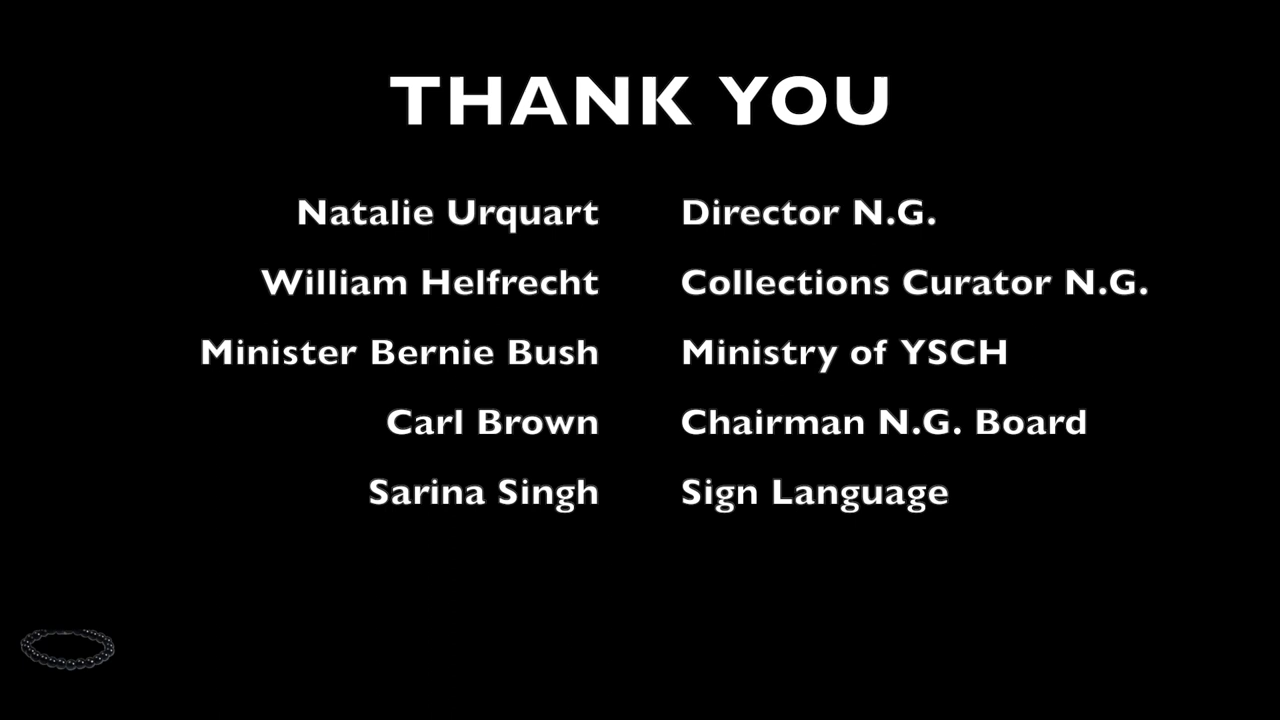 THANK YOU
Natalie Urquart Director N.G.
William Helfrecht Collections Curator N.G.
Minister Bernie Bush Ministry of YSCH
Carl Brown Chairman N.G. Board
Sarina Singh Sign Language